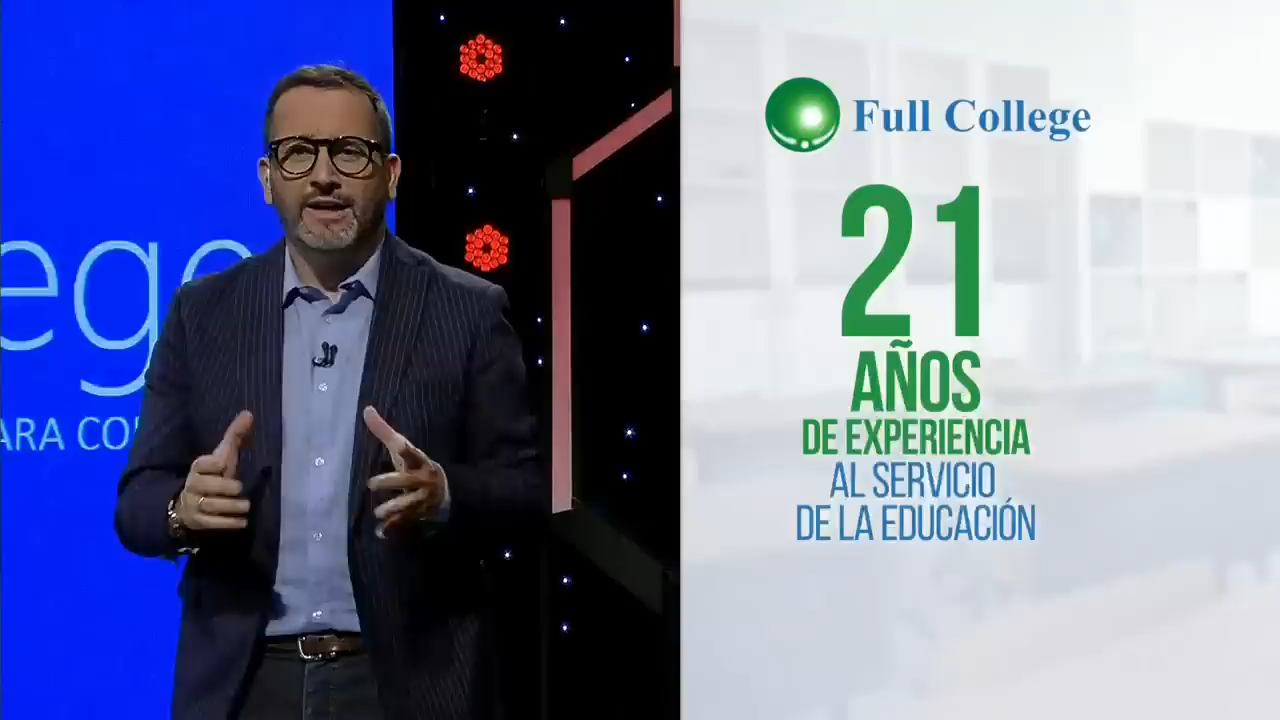 ege
ARA CO
Full College
21
AÑOS
DE EXPERIENCIA
AL SERVICIO
DE LA EDUCACIÓN